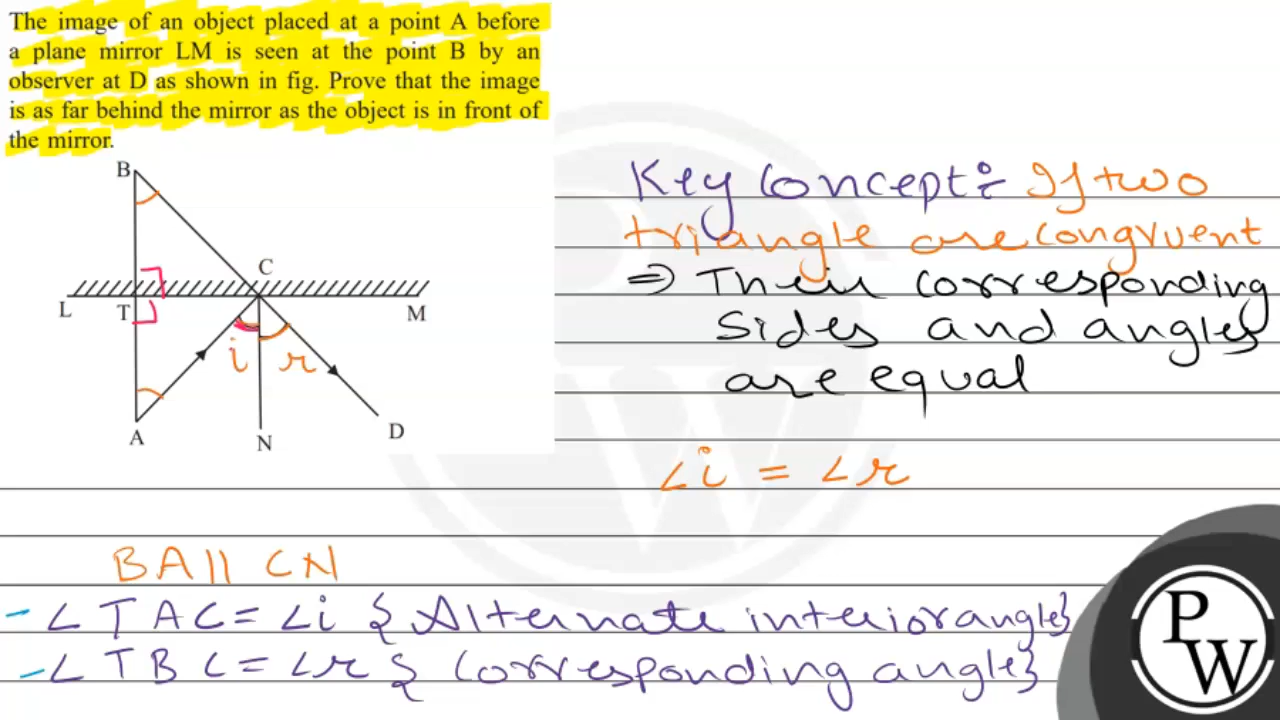 The image of an object placed at a point A before
a plane mirror LM is seen at the point B by an
observer at D as shown in fig. Prove that the image
is as far behind the mirror as the object is in front of
the mirror.
B
C
L
T
M
i
r
A
N
D
Key Concept:- If two
triangle are congruent
⇒ Their corresponding
sides and angles
are equal
∠i = ∠r
BA || CN
- ∠TAC = ∠i { Alternate interior angle}
- ∠TBC = ∠r { Corresponding angle}
P
W